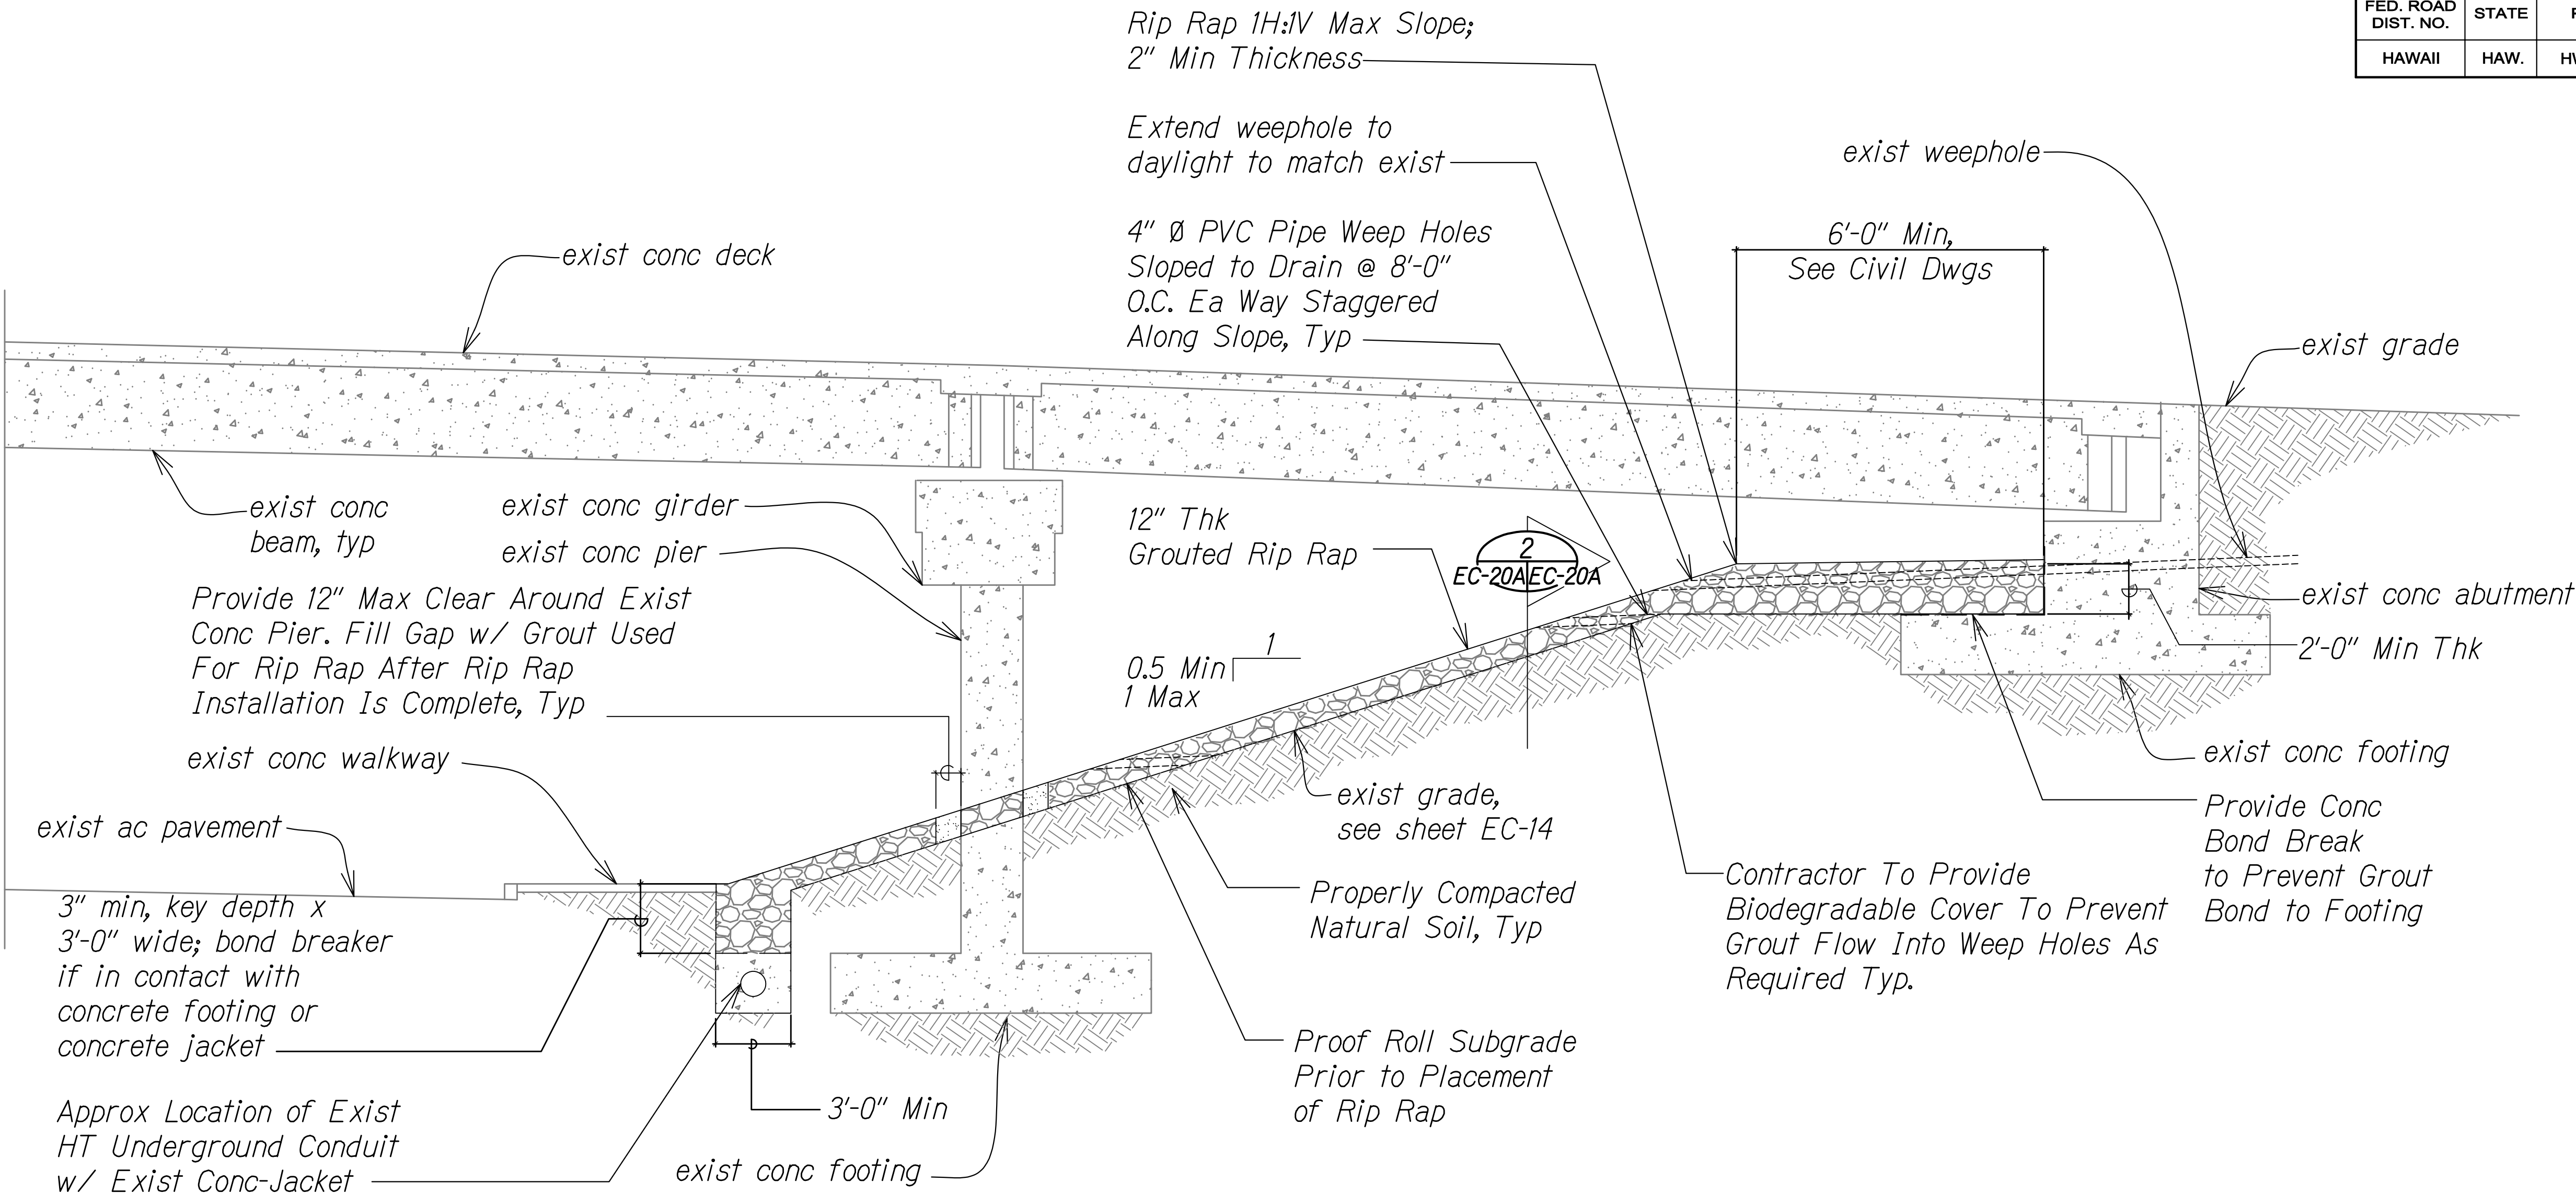 FED. ROAD
DIST. NO.
STATE
HAWAII
HAW.
Rip Rap 1H:1V Max Slope;
2" Min Thickness
Extend weephole to
daylight to match exist
4" Ø PVC Pipe Weep Holes
Sloped to Drain @ 8'-0"
O.C. Ea Way Staggered
Along Slope, Typ
exist weephole
6'-0" Min,
See Civil Dwgs
exist conc deck
exist grade
exist conc
beam, typ
exist conc girder
exist conc pier
12" Thk
Grouted Rip Rap
2
EC-20A
EC-20A
Provide 12" Max Clear Around Exist
Conc Pier. Fill Gap w/ Grout Used
For Rip Rap After Rip Rap
Installation Is Complete, Typ
1
0.5 Min
1 Max
exist conc abutment
2'-0" Min Thk
exist conc walkway
exist ac pavement
exist grade,
see sheet EC-14
exist conc footing
Provide Conc
Bond Break
to Prevent Grout
Bond to Footing
3" min, key depth x
3'-0" wide; bond breaker
if in contact with
concrete footing or
concrete jacket
Properly Compacted
Natural Soil, Typ
Contractor To Provide
Biodegradable Cover To Prevent
Grout Flow Into Weep Holes As
Required Typ.
Proof Roll Subgrade
Prior to Placement
of Rip Rap
Approx Location of Exist
HT Underground Conduit
w/ Exist Conc-Jacket
3'-0" Min
exist conc footing